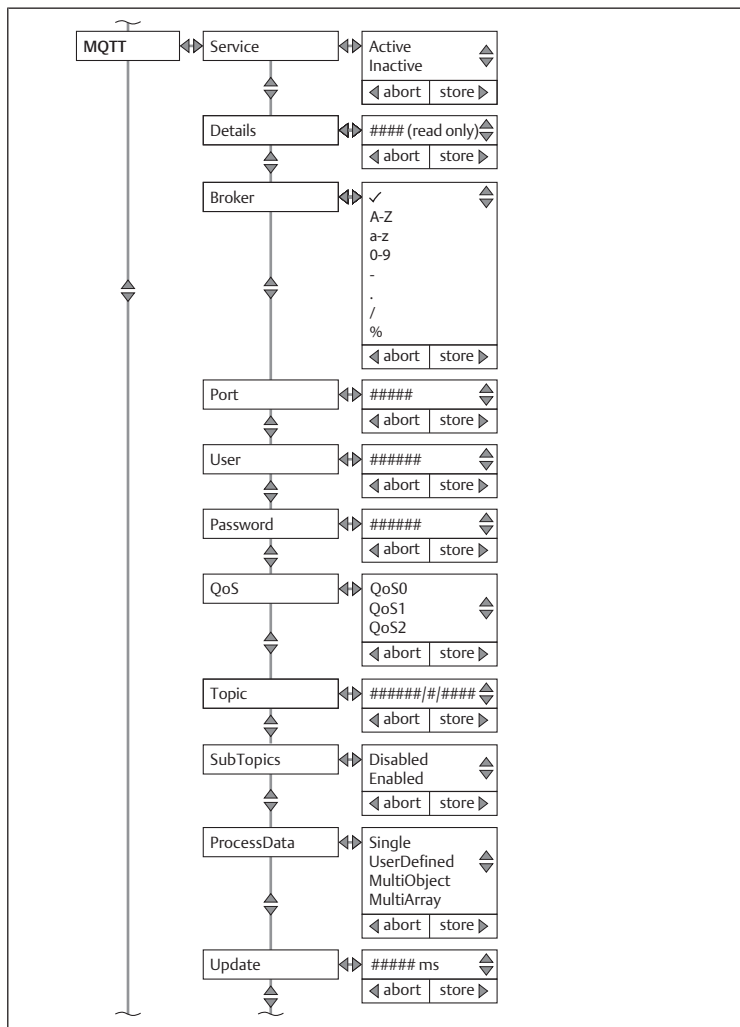 MQTT
Service
Active
Inactive
abort
store
Details
#### (read only)
abort
store
Broker
✓
A-Z
a-z
0-9
-
.
/
%
abort
store
Port
#####
abort
store
User
######
abort
store
Password
######
abort
store
QoS
QoS0
QoS1
QoS2
abort
store
Topic
######/#/####
abort
store
SubTopics
Disabled
Enabled
abort
store
ProcessData
Single
UserDefined
MultiObject
MultiArray
abort
store
Update
##### ms
abort
store